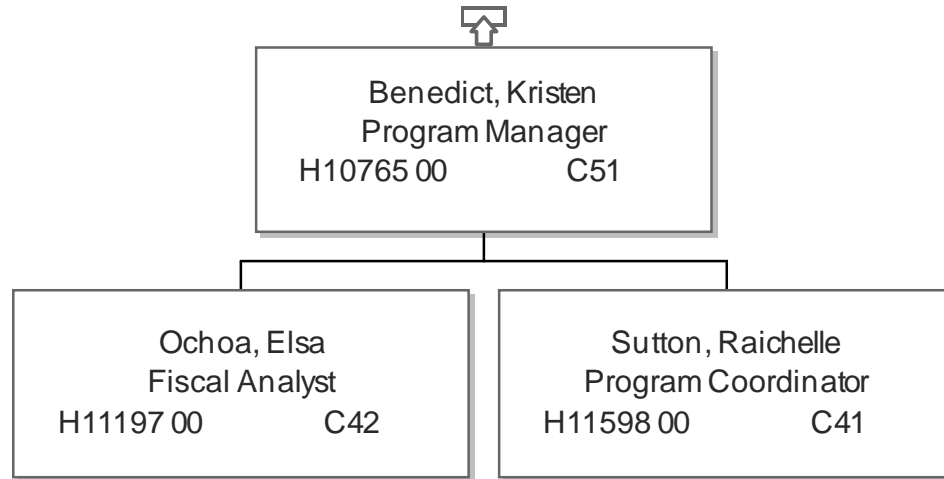 Benedict, Kristen
Program Manager
H10765 00 C51
Ochoa, Elsa
Fiscal Analyst
H11197 00 C42
Sutton, Raichelle
Program Coordinator
H11598 00 C41